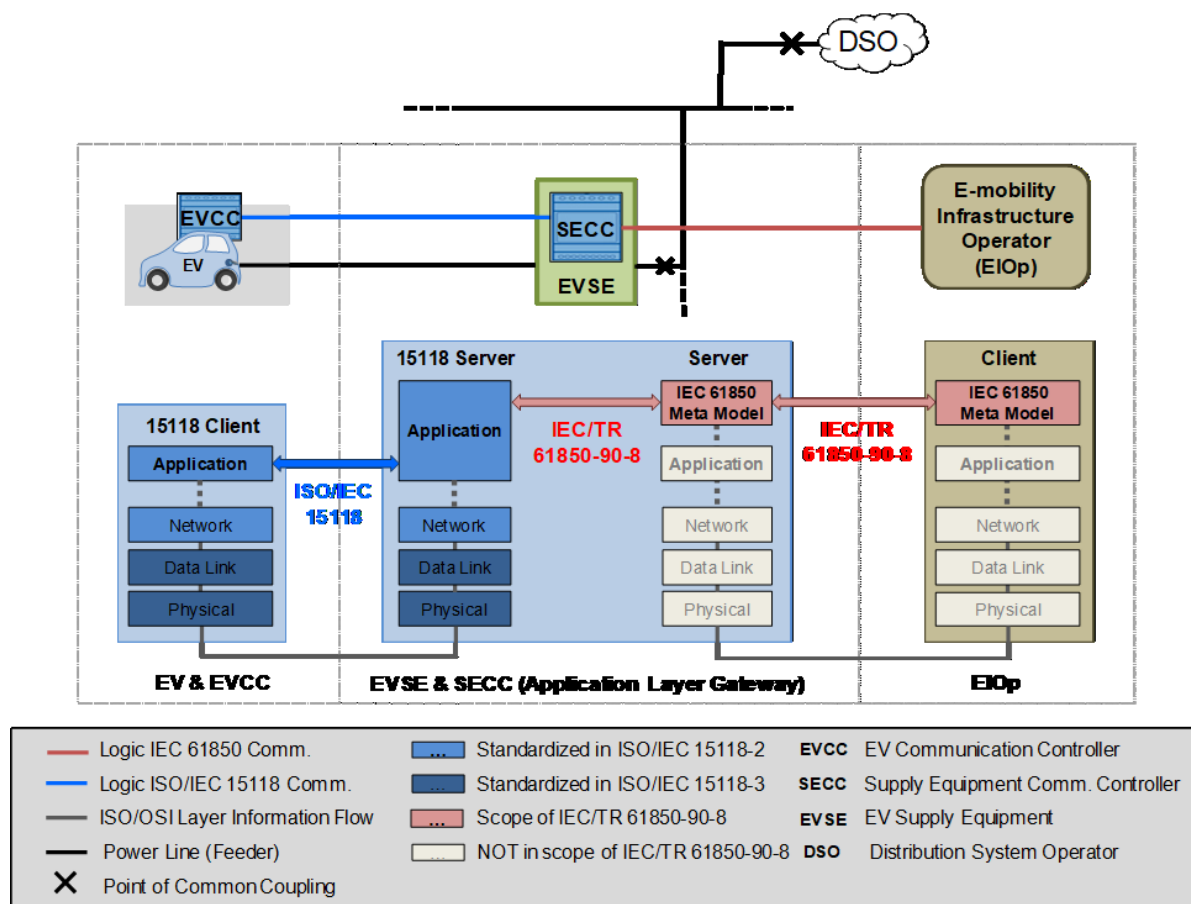 DSO
EVCC
EV
SECC
EVSE
E-mobility
Infrastructure
Operator
(EIOp)
15118 Server
Server
Client
IEC 61850
Meta Model
IEC 61850
Meta Model
Application
IEC/TR
61850-90-8
IEC/TR
61850-90-8
15118 Client
Application
ISO/IEC
15118
Application
Application
Network
Network
Network
Network
Data Link
Data Link
Data Link
Data Link
Physical
Physical
Physical
Physical
EV & EVCC
EVSE & SECC (Application Layer Gateway)
EIOp
Logic IEC 61850 Comm.
... Standardized in ISO/IEC 15118-2
EVCC EV Communication Controller
Logic ISO/IEC 15118 Comm.
... Standardized in ISO/IEC 15118-3
SECC Supply Equipment Comm. Controller
ISO/OSI Layer Information Flow
... Scope of IEC/TR 61850-90-8
EVSE EV Supply Equipment
Power Line (Feeder)
... NOT in scope of IEC/TR 61850-90-8
DSO Distribution System Operator
Point of Common Coupling